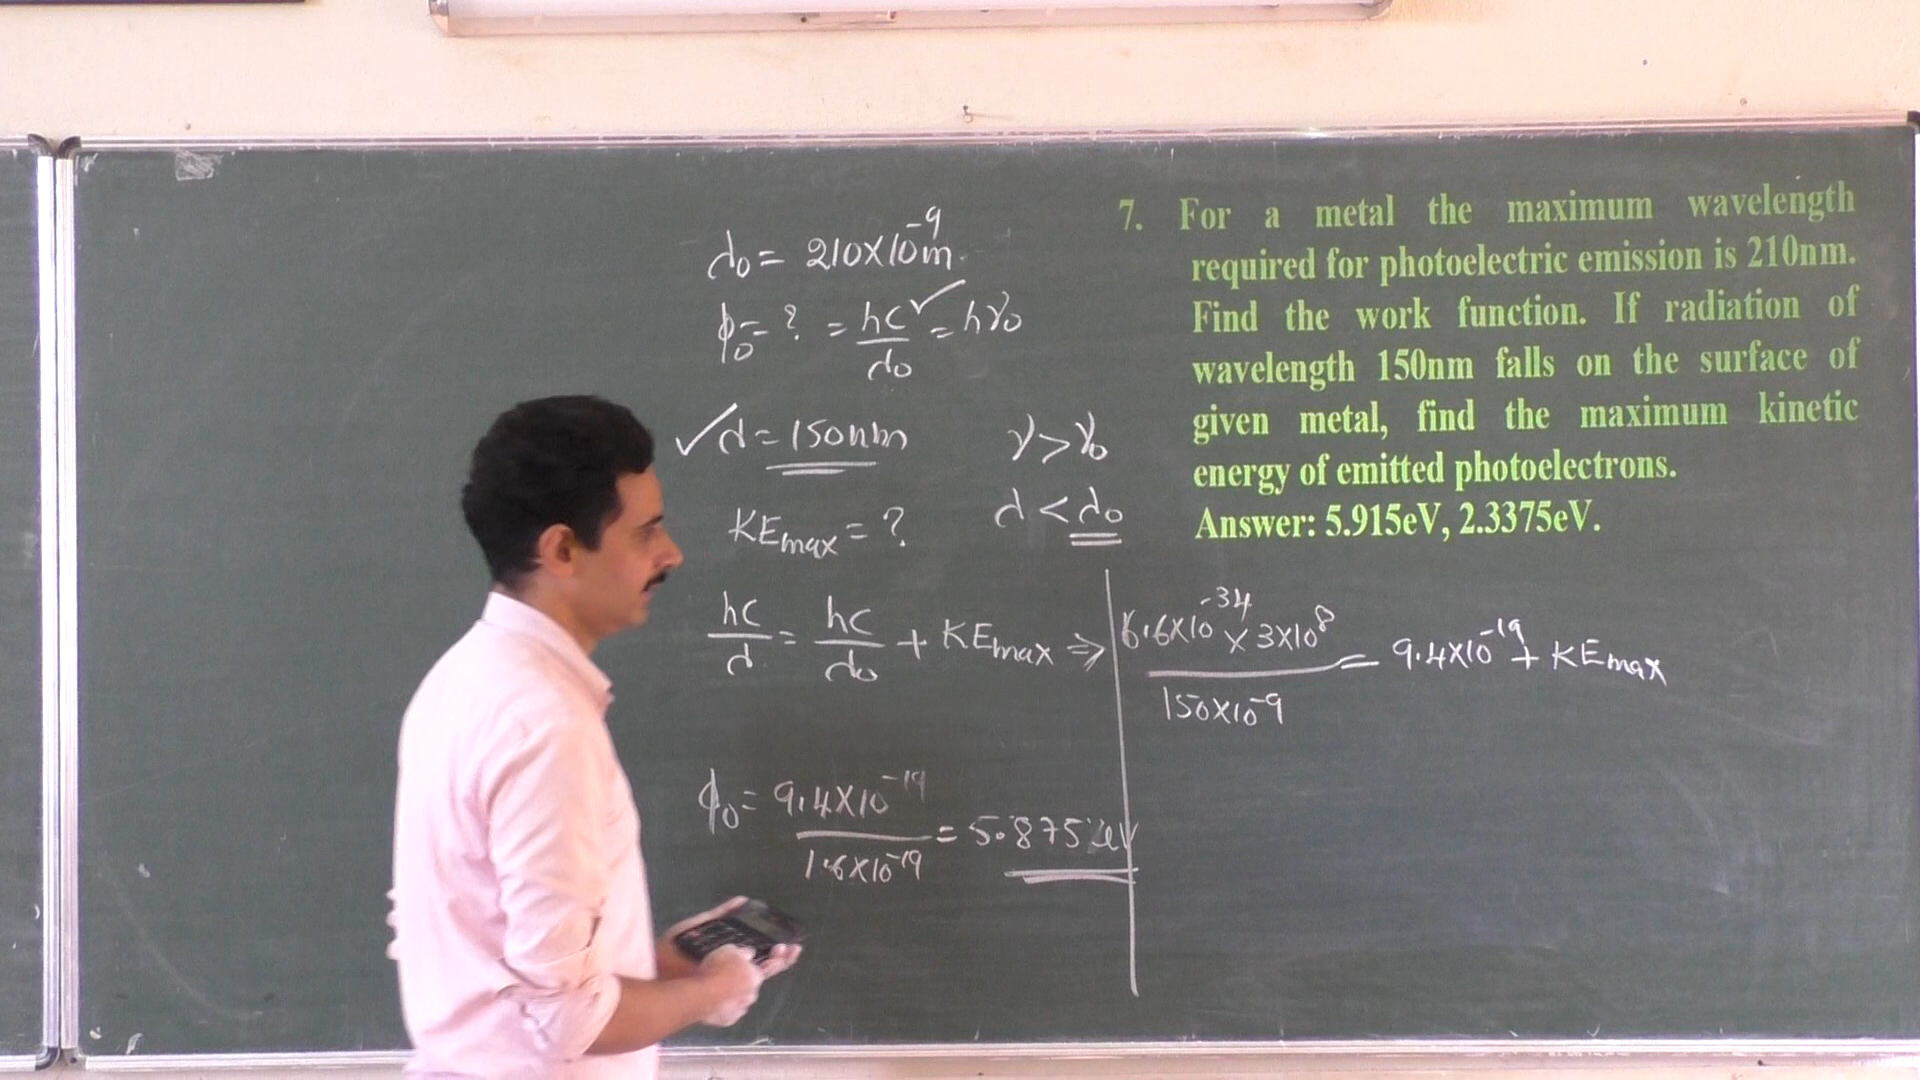 λ₀ = 210×10⁻⁹m.
ϕ₀ = ? = hc/λ₀ = hν₀
λ = 150nm
ν > ν₀
KEmax = ?
λ < λ₀
hc/λ = hc/λ₀ + KEmax ⇒
ϕ₀ = 9.4×10⁻¹⁹/1.6×10⁻¹⁹ = 5.875eV
7. For a metal the maximum wavelength
required for photoelectric emission is 210nm.
Find the work function. If radiation of
wavelength 150nm falls on the surface of
given metal, find the maximum kinetic
energy of emitted photoelectrons.
Answer: 5.915eV, 2.3375eV.
6.6×10⁻³⁴ × 3×10⁸/150×10⁻⁹ = 9.4×10⁻¹⁹ + KEmax